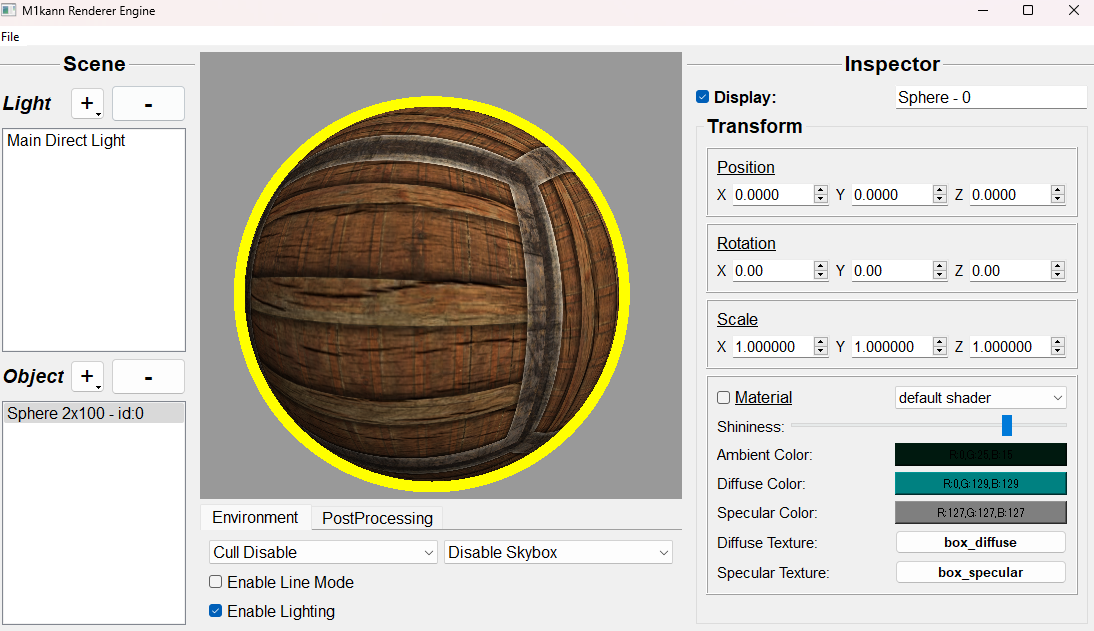 M1kann Renderer Engine
File
Scene
Light + -
Main Direct Light
Object + -
Sphere 2x100 - id:0
Environment PostProcessing
Cull Disable Disable Skybox
Enable Line Mode
Enable Lighting
Inspector
Display: Sphere - 0
Transform
Position
X 0.0000 Y 0.0000 Z 0.0000
Rotation
X 0.00 Y 0.00 Z 0.00
Scale
X 1.000000 Y 1.000000 Z 1.000000
Material default shader
Shininess:
Ambient Color:
Diffuse Color: R:0,G:129,B:129
Specular Color: R:127,G:127,B:127
Diffuse Texture: box_diffuse
Specular Texture: box_specular